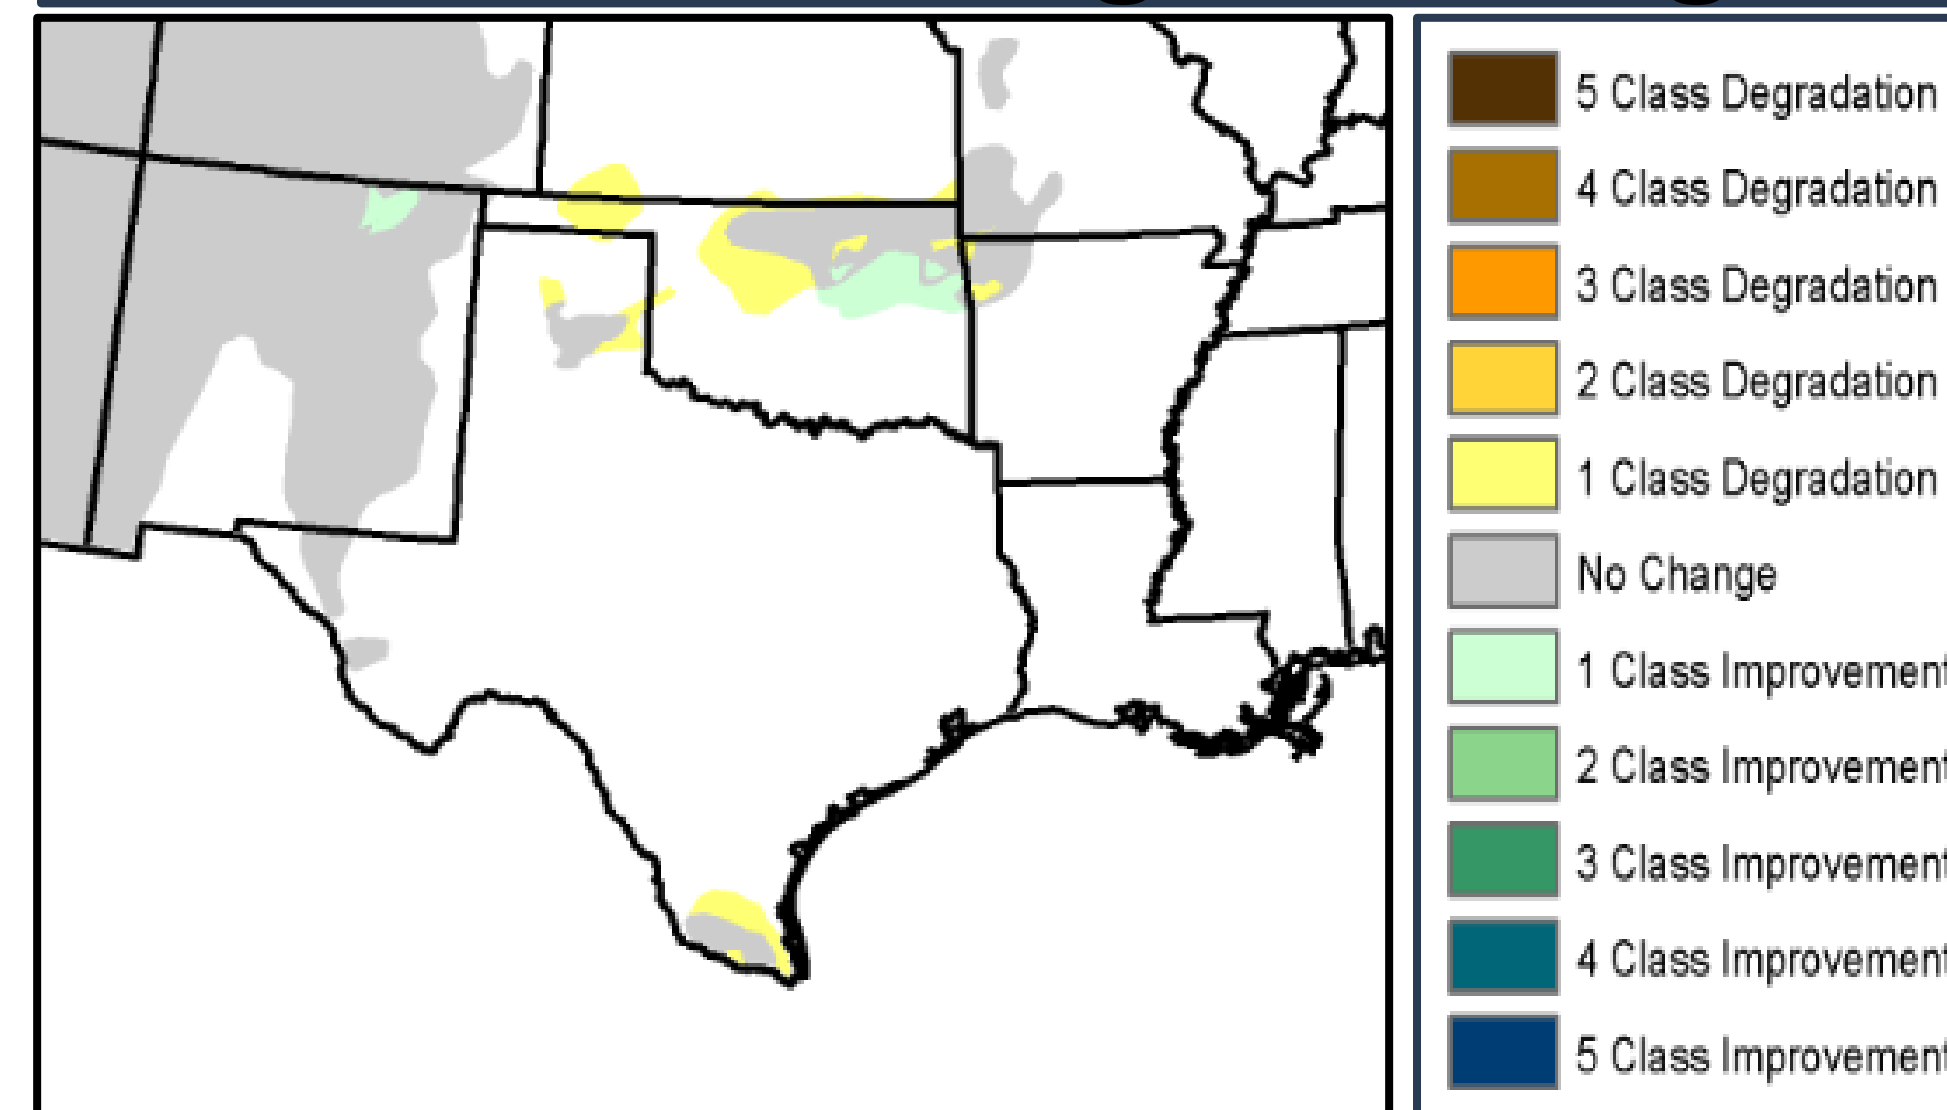 5 Class Degradation
4 Class Degradation
3 Class Degradation
2 Class Degradation
1 Class Degradation
No Change
1 Class Improvement
2 Class Improvement
3 Class Improvement
4 Class Improvement
5 Class Improvement